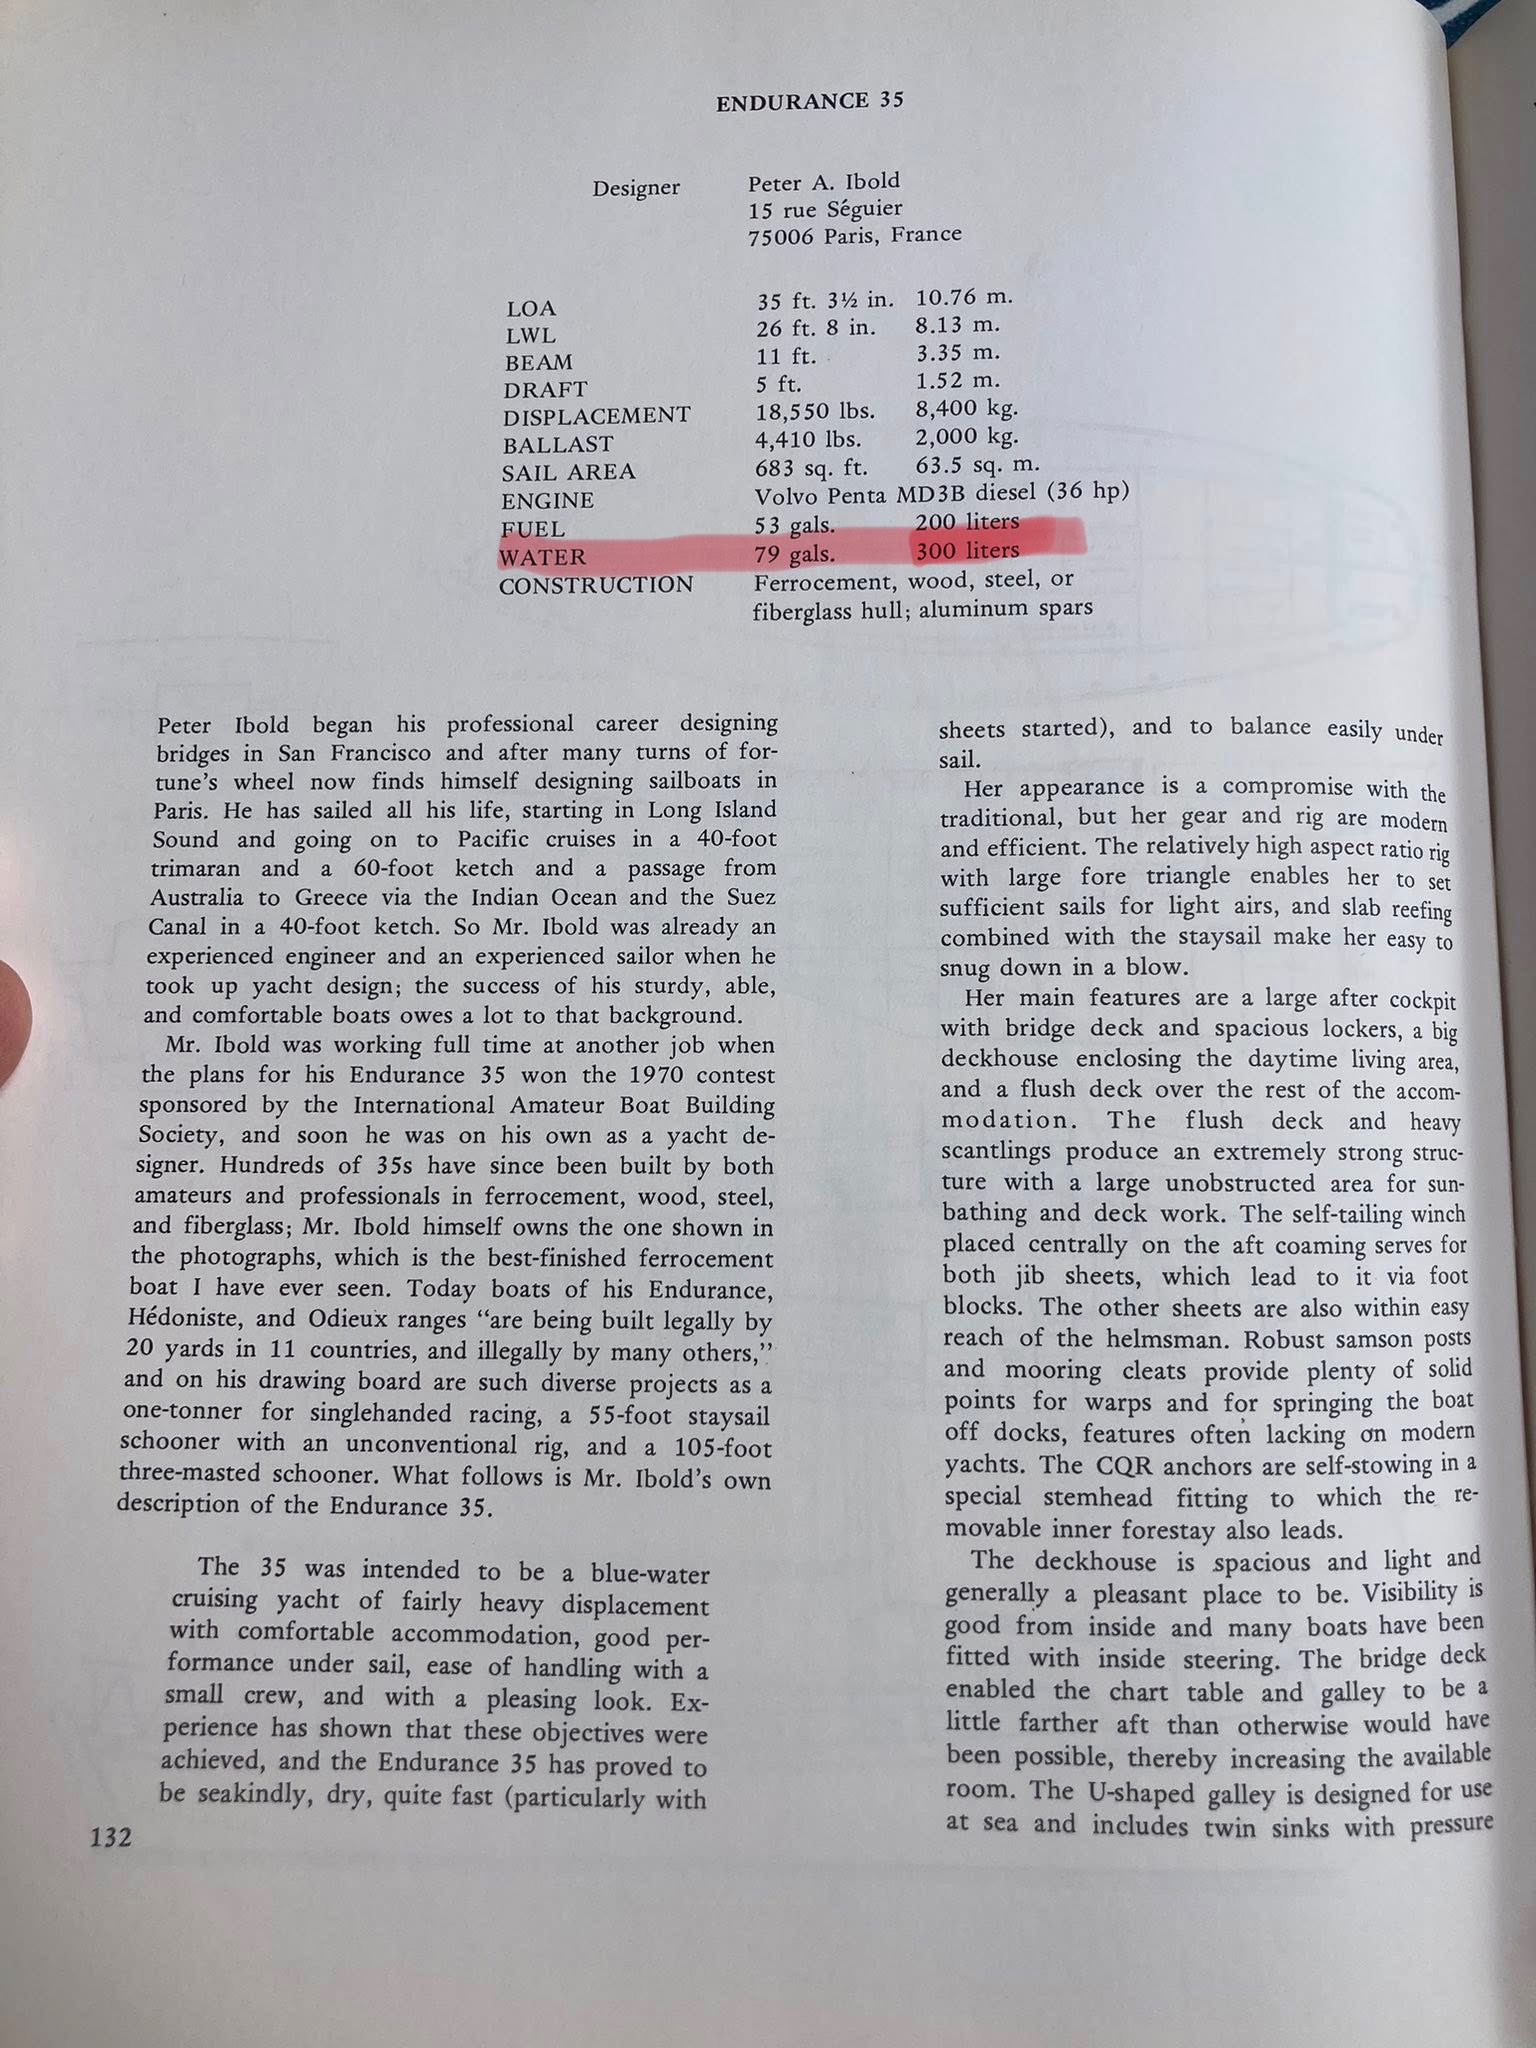 ENDURANCE 35
Designer Peter A. Ibold
15 rue Séguier
75006 Paris, France
LOA 35 ft. 3½ in. 10.76 m.
LWL 26 ft. 8 in. 8.13 m.
BEAM 11 ft. 3.35 m.
DRAFT 5 ft. 1.52 m.
DISPLACEMENT 18,550 lbs. 8,400 kg.
BALLAST 4,410 lbs. 2,000 kg.
SAIL AREA 683 sq. ft. 63.5 sq. m.
ENGINE Volvo Penta MD3B diesel (36 hp)
FUEL 53 gals. 200 liters
WATER 79 gals. 300 liters
CONSTRUCTION Ferrocement, wood, steel, or
fiberglass hull; aluminum spars
Peter Ibold began his professional career designing
bridges in San Francisco and after many turns of for-
tune's wheel now finds himself designing sailboats in
Paris. He has sailed all his life, starting in Long Island
Sound and going on to Pacific cruises in a 40-foot
trimaran and a 60-foot ketch and a passage from
Australia to Greece via the Indian Ocean and the Suez
Canal in a 40-foot ketch. So Mr. Ibold was already an
experienced engineer and an experienced sailor when he
took up yacht design; the success of his sturdy, able,
and comfortable boats owes a lot to that background.
Mr. Ibold was working full time at another job when
the plans for his Endurance 35 won the 1970 contest
sponsored by the International Amateur Boat Building
Society, and soon he was on his own as a yacht de-
signer. Hundreds of 35s have since been built by both
amateurs and professionals in ferrocement, wood, steel,
and fiberglass; Mr. Ibold himself owns the one shown in
the photographs, which is the best-finished ferrocement
boat I have ever seen. Today boats of his Endurance,
Hédoniste, and Odieux ranges "are being built legally by
20 yards in 11 countries, and illegally by many others,"
and on his drawing board are such diverse projects as a
one-tonner for singlehanded racing, a 55-foot staysail
schooner with an unconventional rig, and a 105-foot
three-masted schooner. What follows is Mr. Ibold's own
description of the Endurance 35.
The 35 was intended to be a blue-water
cruising yacht of fairly heavy displacement
with comfortable accommodation, good per-
formance under sail, ease of handling with a
small crew, and with a pleasing look. Ex-
perience has shown that these objectives were
achieved, and the Endurance 35 has proved to
be seakindly, dry, quite fast (particularly with
132
sheets started), and to balance easily under
sail.
Her appearance is a compromise with the
traditional, but her gear and rig are modern
and efficient. The relatively high aspect ratio rig
with large fore triangle enables her to set
sufficient sails for light airs, and slab reefing
combined with the staysail make her easy to
snug down in a blow.
Her main features are a large after cockpit
with bridge deck and spacious lockers, a big
deckhouse enclosing the daytime living area,
and a flush deck over the rest of the accom-
modation. The flush deck and heavy
scantlings produce an extremely strong struc-
ture with a large unobstructed area for sun-
bathing and deck work. The self-tailing winch
placed centrally on the aft coaming serves for
both jib sheets, which lead to it via foot
blocks. The other sheets are also within easy
reach of the helmsman. Robust samson posts
and mooring cleats provide plenty of solid
points for warps and for springing the boat
off docks, features often lacking on modern
yachts. The CQR anchors are self-stowing in a
special stemhead fitting to which the re-
movable inner forestay also leads.
The deckhouse is spacious and light and
generally a pleasant place to be. Visibility is
good from inside and many boats have been
fitted with inside steering. The bridge deck
enabled the chart table and galley to be a
little farther aft than otherwise would have
been possible, thereby increasing the available
room. The U-shaped galley is designed for use
at sea and includes twin sinks with pressure